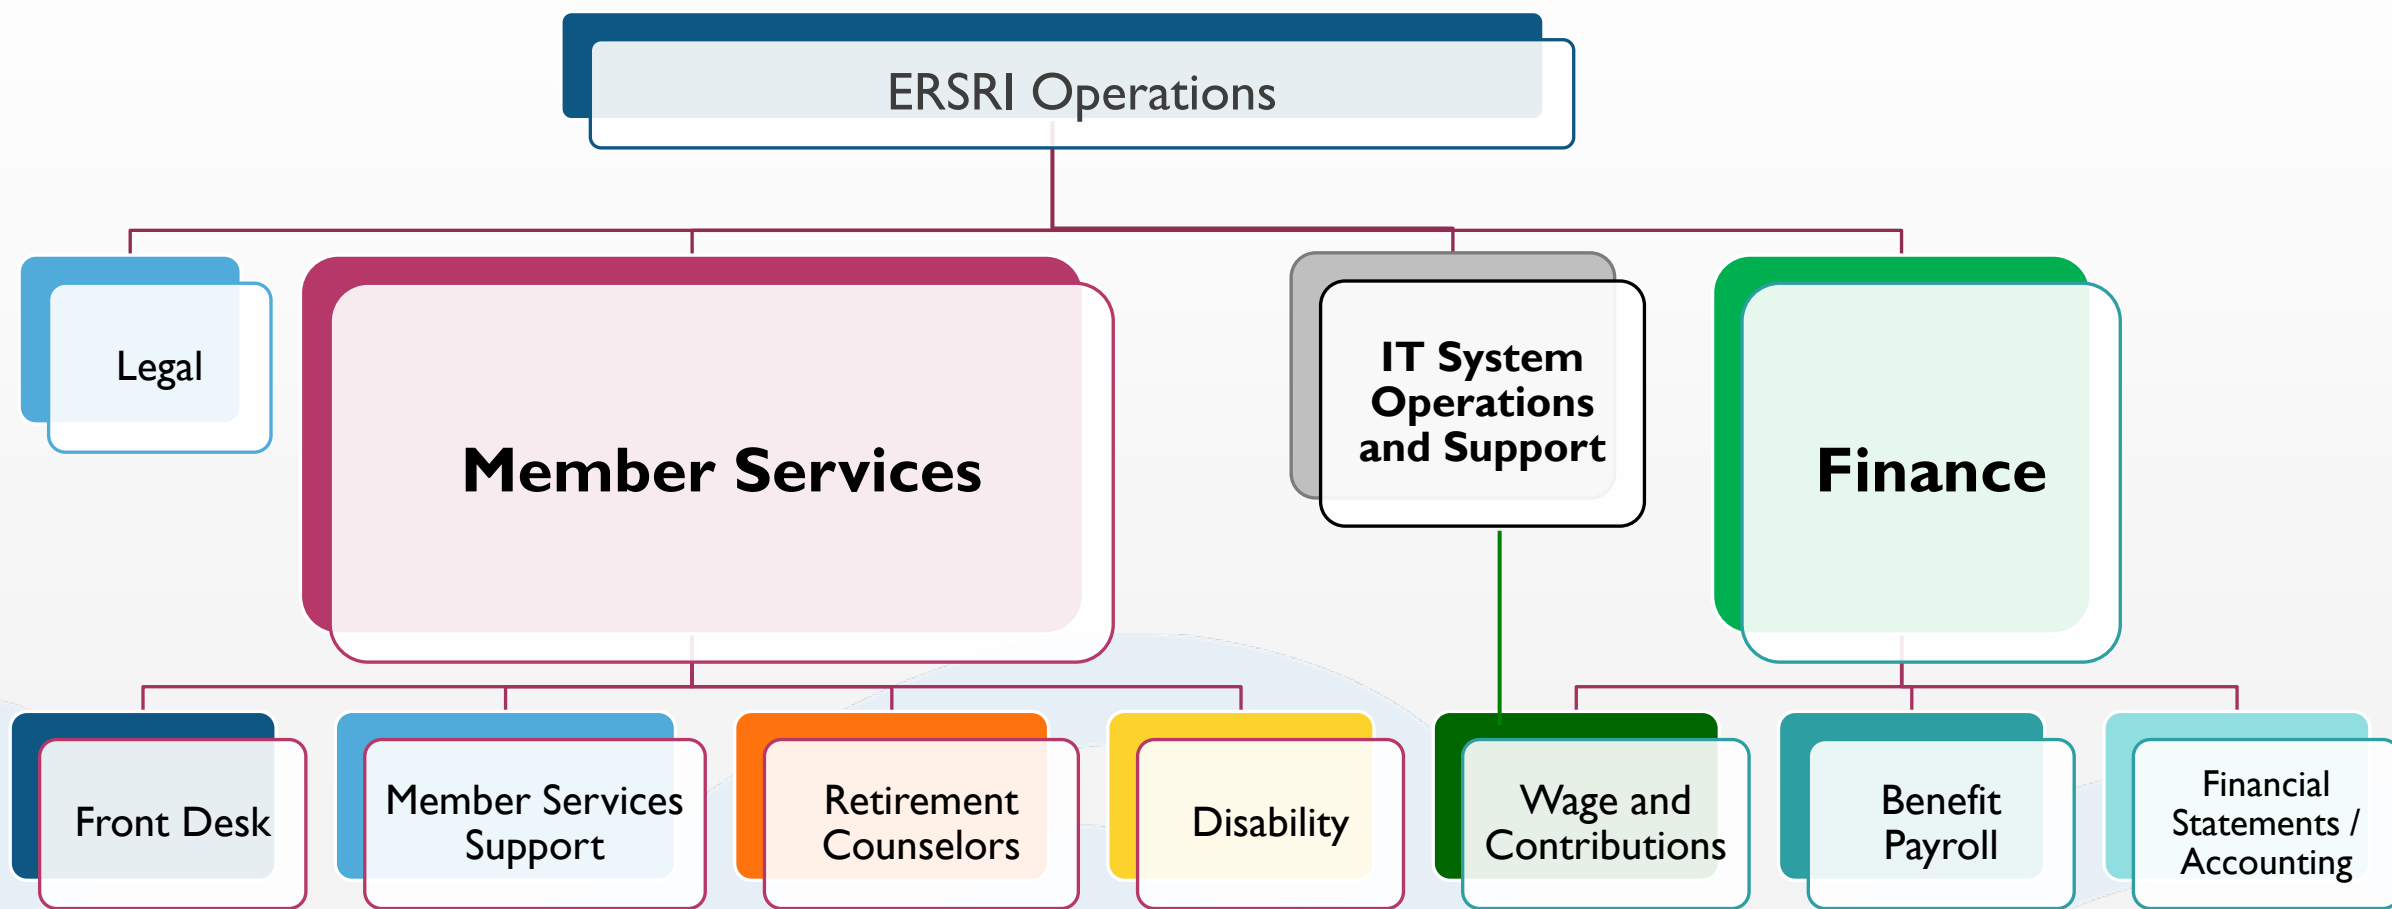 ERSRI Operations
Legal
Member Services
IT System
Operations
and Support
Finance
Front Desk
Member Services
Support
Retirement
Counselors
Disability
Wage and
Contributions
Benefit
Payroll
Financial
Statements /
Accounting